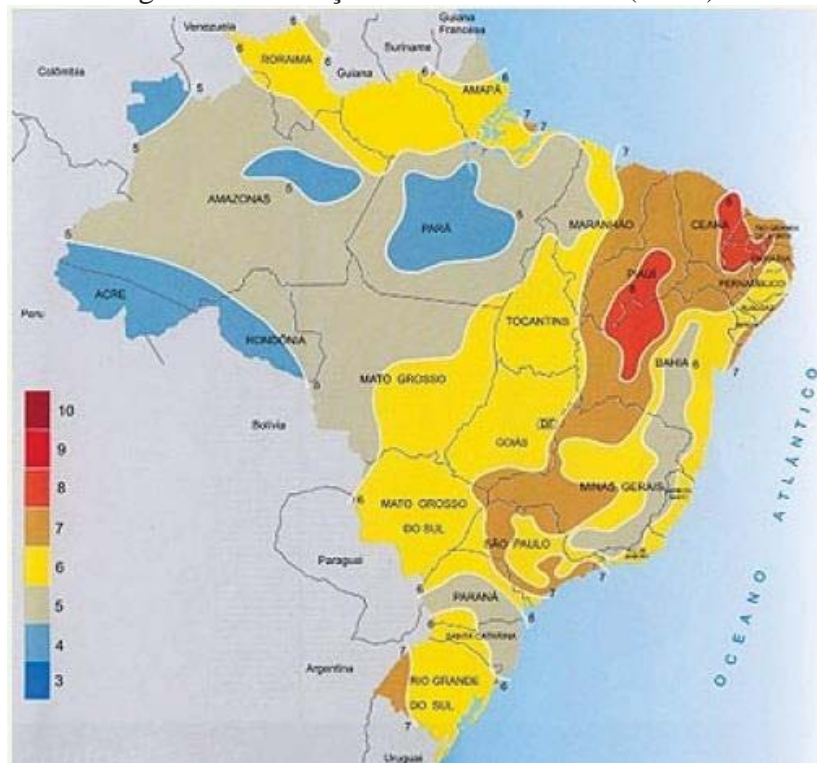 Venezuela
Guiana
Francesa
Suriname
Guiana
Colômbia
RORAIMA
AMAPÁ
AMAZONAS
PARÁ
MARANHÃO
CEARÁ
PIAUÍ
PARAÍBA
PERNAMBUCO
ACRE
RONDÔNIA
TOCANTINS
Peru
MATO GROSSO
BAHIA
Bolívia
GOIÁS
DF
MINAS GERAIS
MATO GROSSO
DO SUL
SÃO PAULO
Paraguai
PARANÁ
SANTA CATARINA
Argentina
RIO GRANDE
DO SUL
Uruguai
OCEANO ATLÂNTICO
10
9
8
7
6
5
4
3